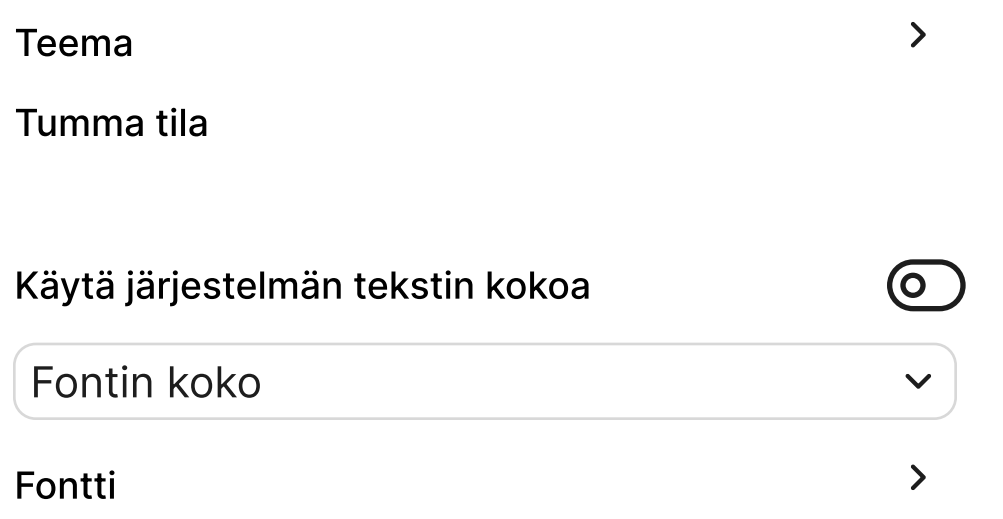 Teema
Tumma tila
Käytä järjestelmän tekstin kokoa
Fontin koko
Fontti